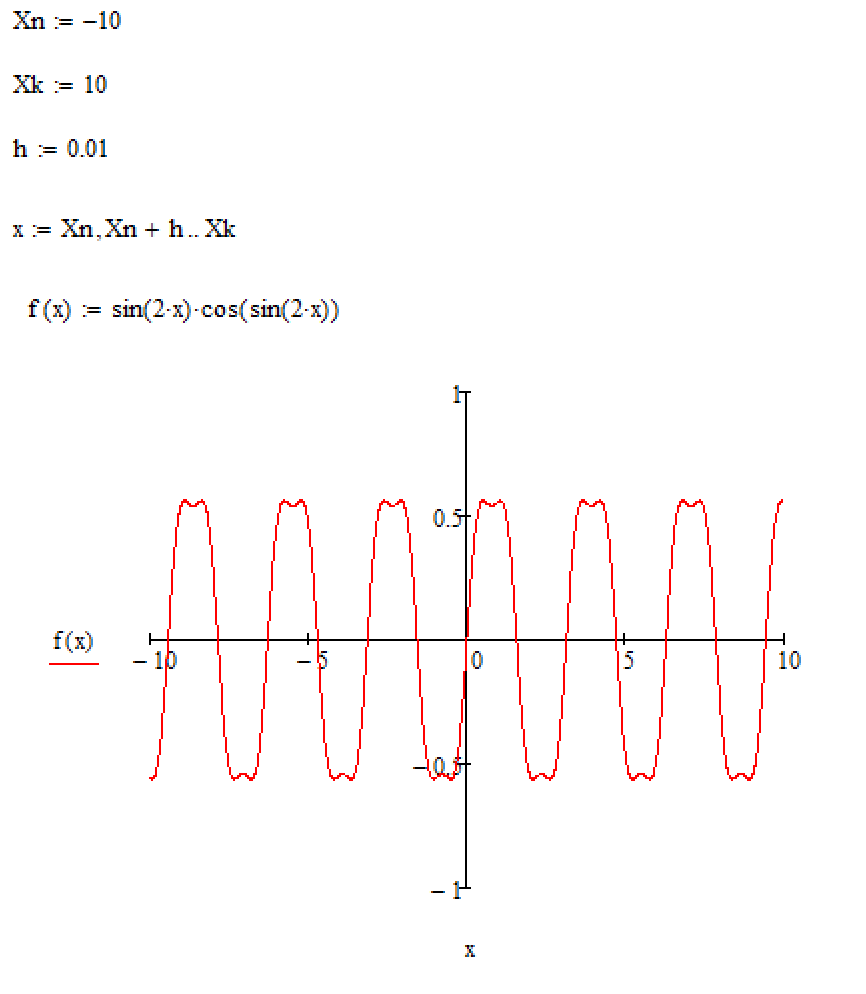 Xn := −10
Xk := 10
h := 0.01
x := Xn, Xn + h .. Xk
f(x) := sin(2·x)·cos(sin(2·x))
1
0.5
f(x)
−10 −5 0 5 10
−0.5
−1
x